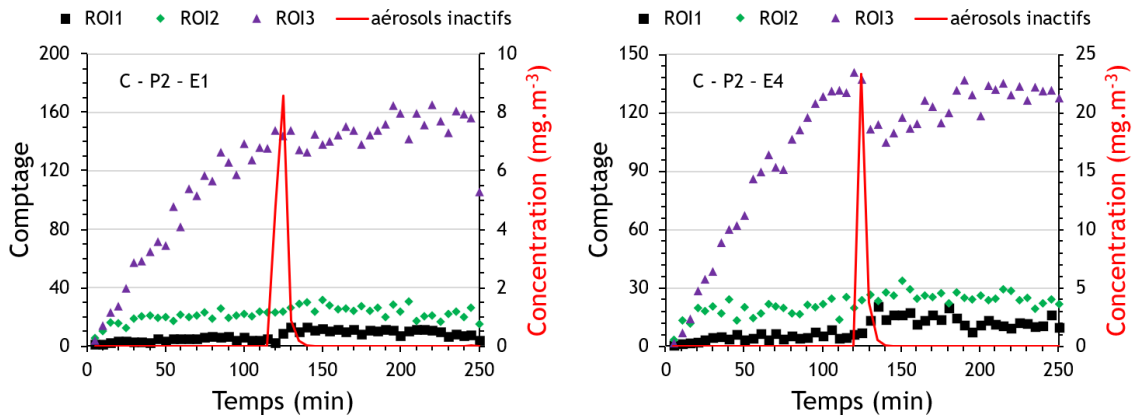 ROI1 ROI2 ROI3 aérosols inactifs
C - P2 - E1
Comptage
200
160
120
80
40
0
10
8
6
4
2
0
Concentration (mg.m-3)
0 50 100 150 200 250
Temps (min)
ROI1 ROI2 ROI3 aérosols inactifs
C - P2 - E4
Comptage
150
120
90
60
30
0
25
20
15
10
5
0
Concentration (mg.m-3)
0 50 100 150 200 250
Temps (min)